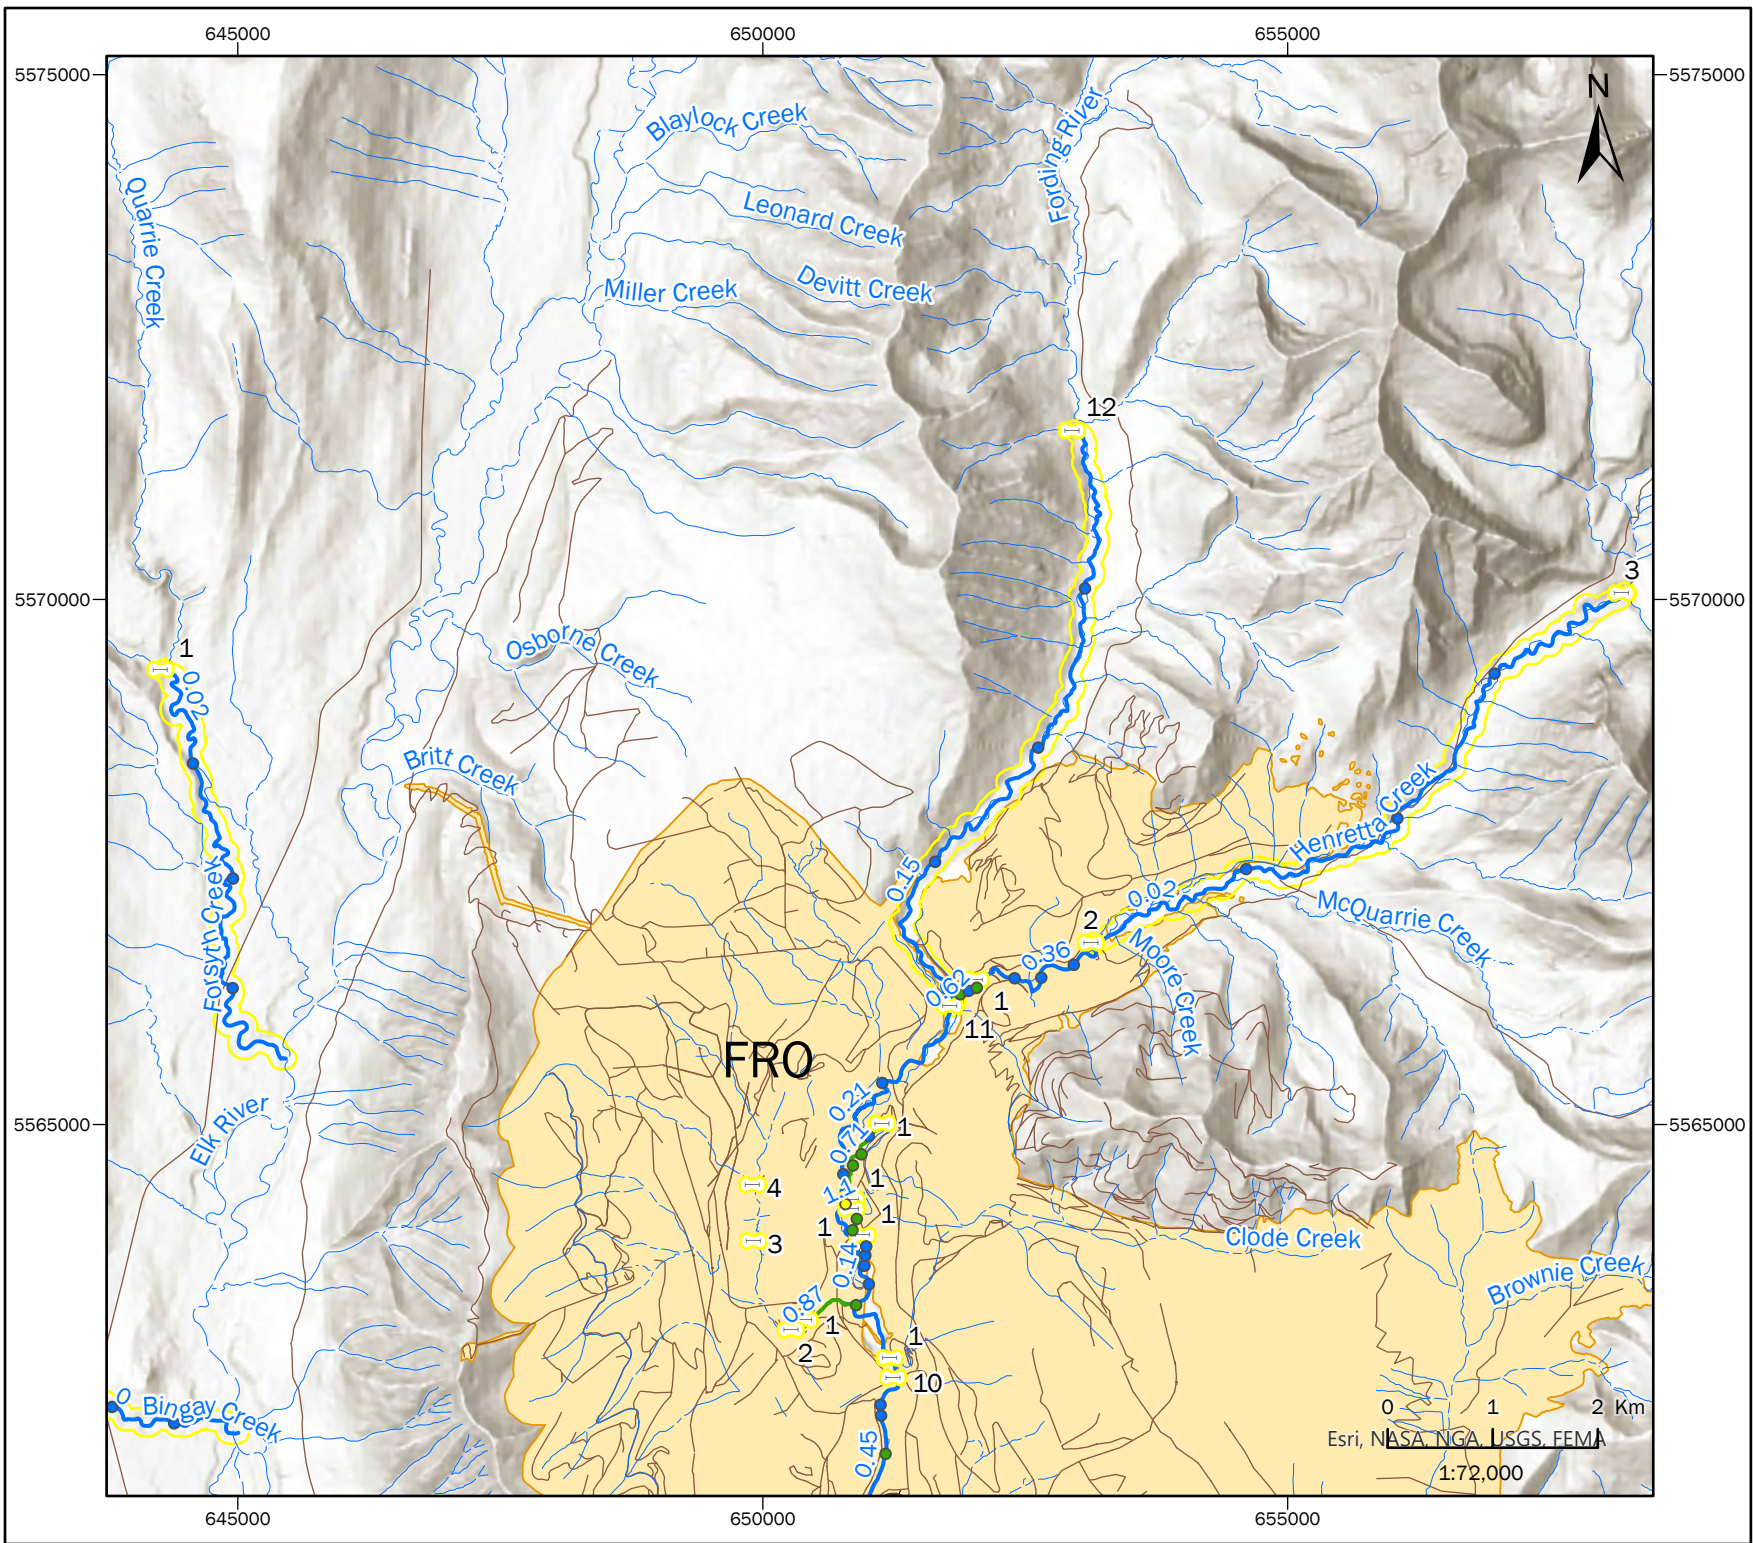 645000
650000
655000
5575000
5575000
N
Blaylock Creek
Fording River
Quarrie Creek
Leonard Creek
Devitt Creek
Miller Creek
12
3
5570000
5570000
Osborne Creek
1
0.02
Britt Creek
Henretta Creek
0.15
0.02
McQuarrie Creek
Forsyth Creek
2
0.36
Moore Creek
0.62
1
11
FRO
0.21
Elk River
5565000
5565000
0.71
1
1
4
1.1
1
1
3
Clode Creek
0.14
Brownie Creek
0.87
1
1
2
10
0
Bingay Creek
0 1 2 Km
Esri, NASA, NGA, USGS, FEMA
0.45
1:72,000
645000
650000
655000